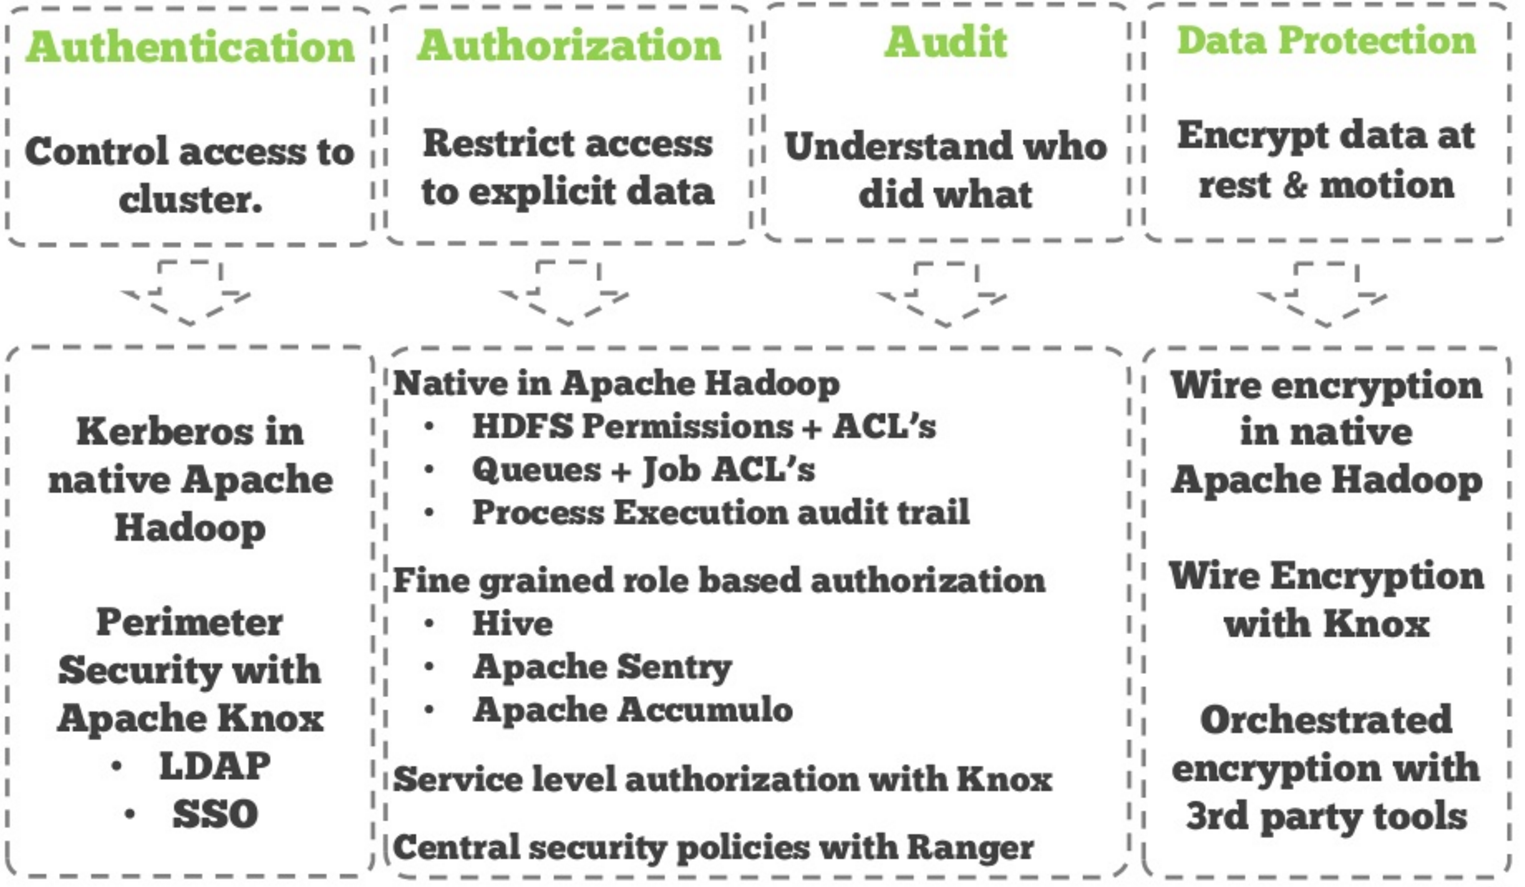 Authentication
Control access to
cluster.
Authorization
Restrict access
to explicit data
Audit
Understand who
did what
Data Protection
Encrypt data at
rest & motion
Kerberos in
native Apache
Hadoop
Perimeter
Security with
Apache Knox
• LDAP
• SSO
Native in Apache Hadoop
• HDFS Permissions + ACL’s
• Queues + Job ACL’s
• Process Execution audit trail
Fine grained role based authorization
• Hive
• Apache Sentry
• Apache Accumulo
Service level authorization with Knox
Central security policies with Ranger
Wire encryption
in native
Apache Hadoop
Wire Encryption
with Knox
Orchestrated
encryption with
3rd party tools